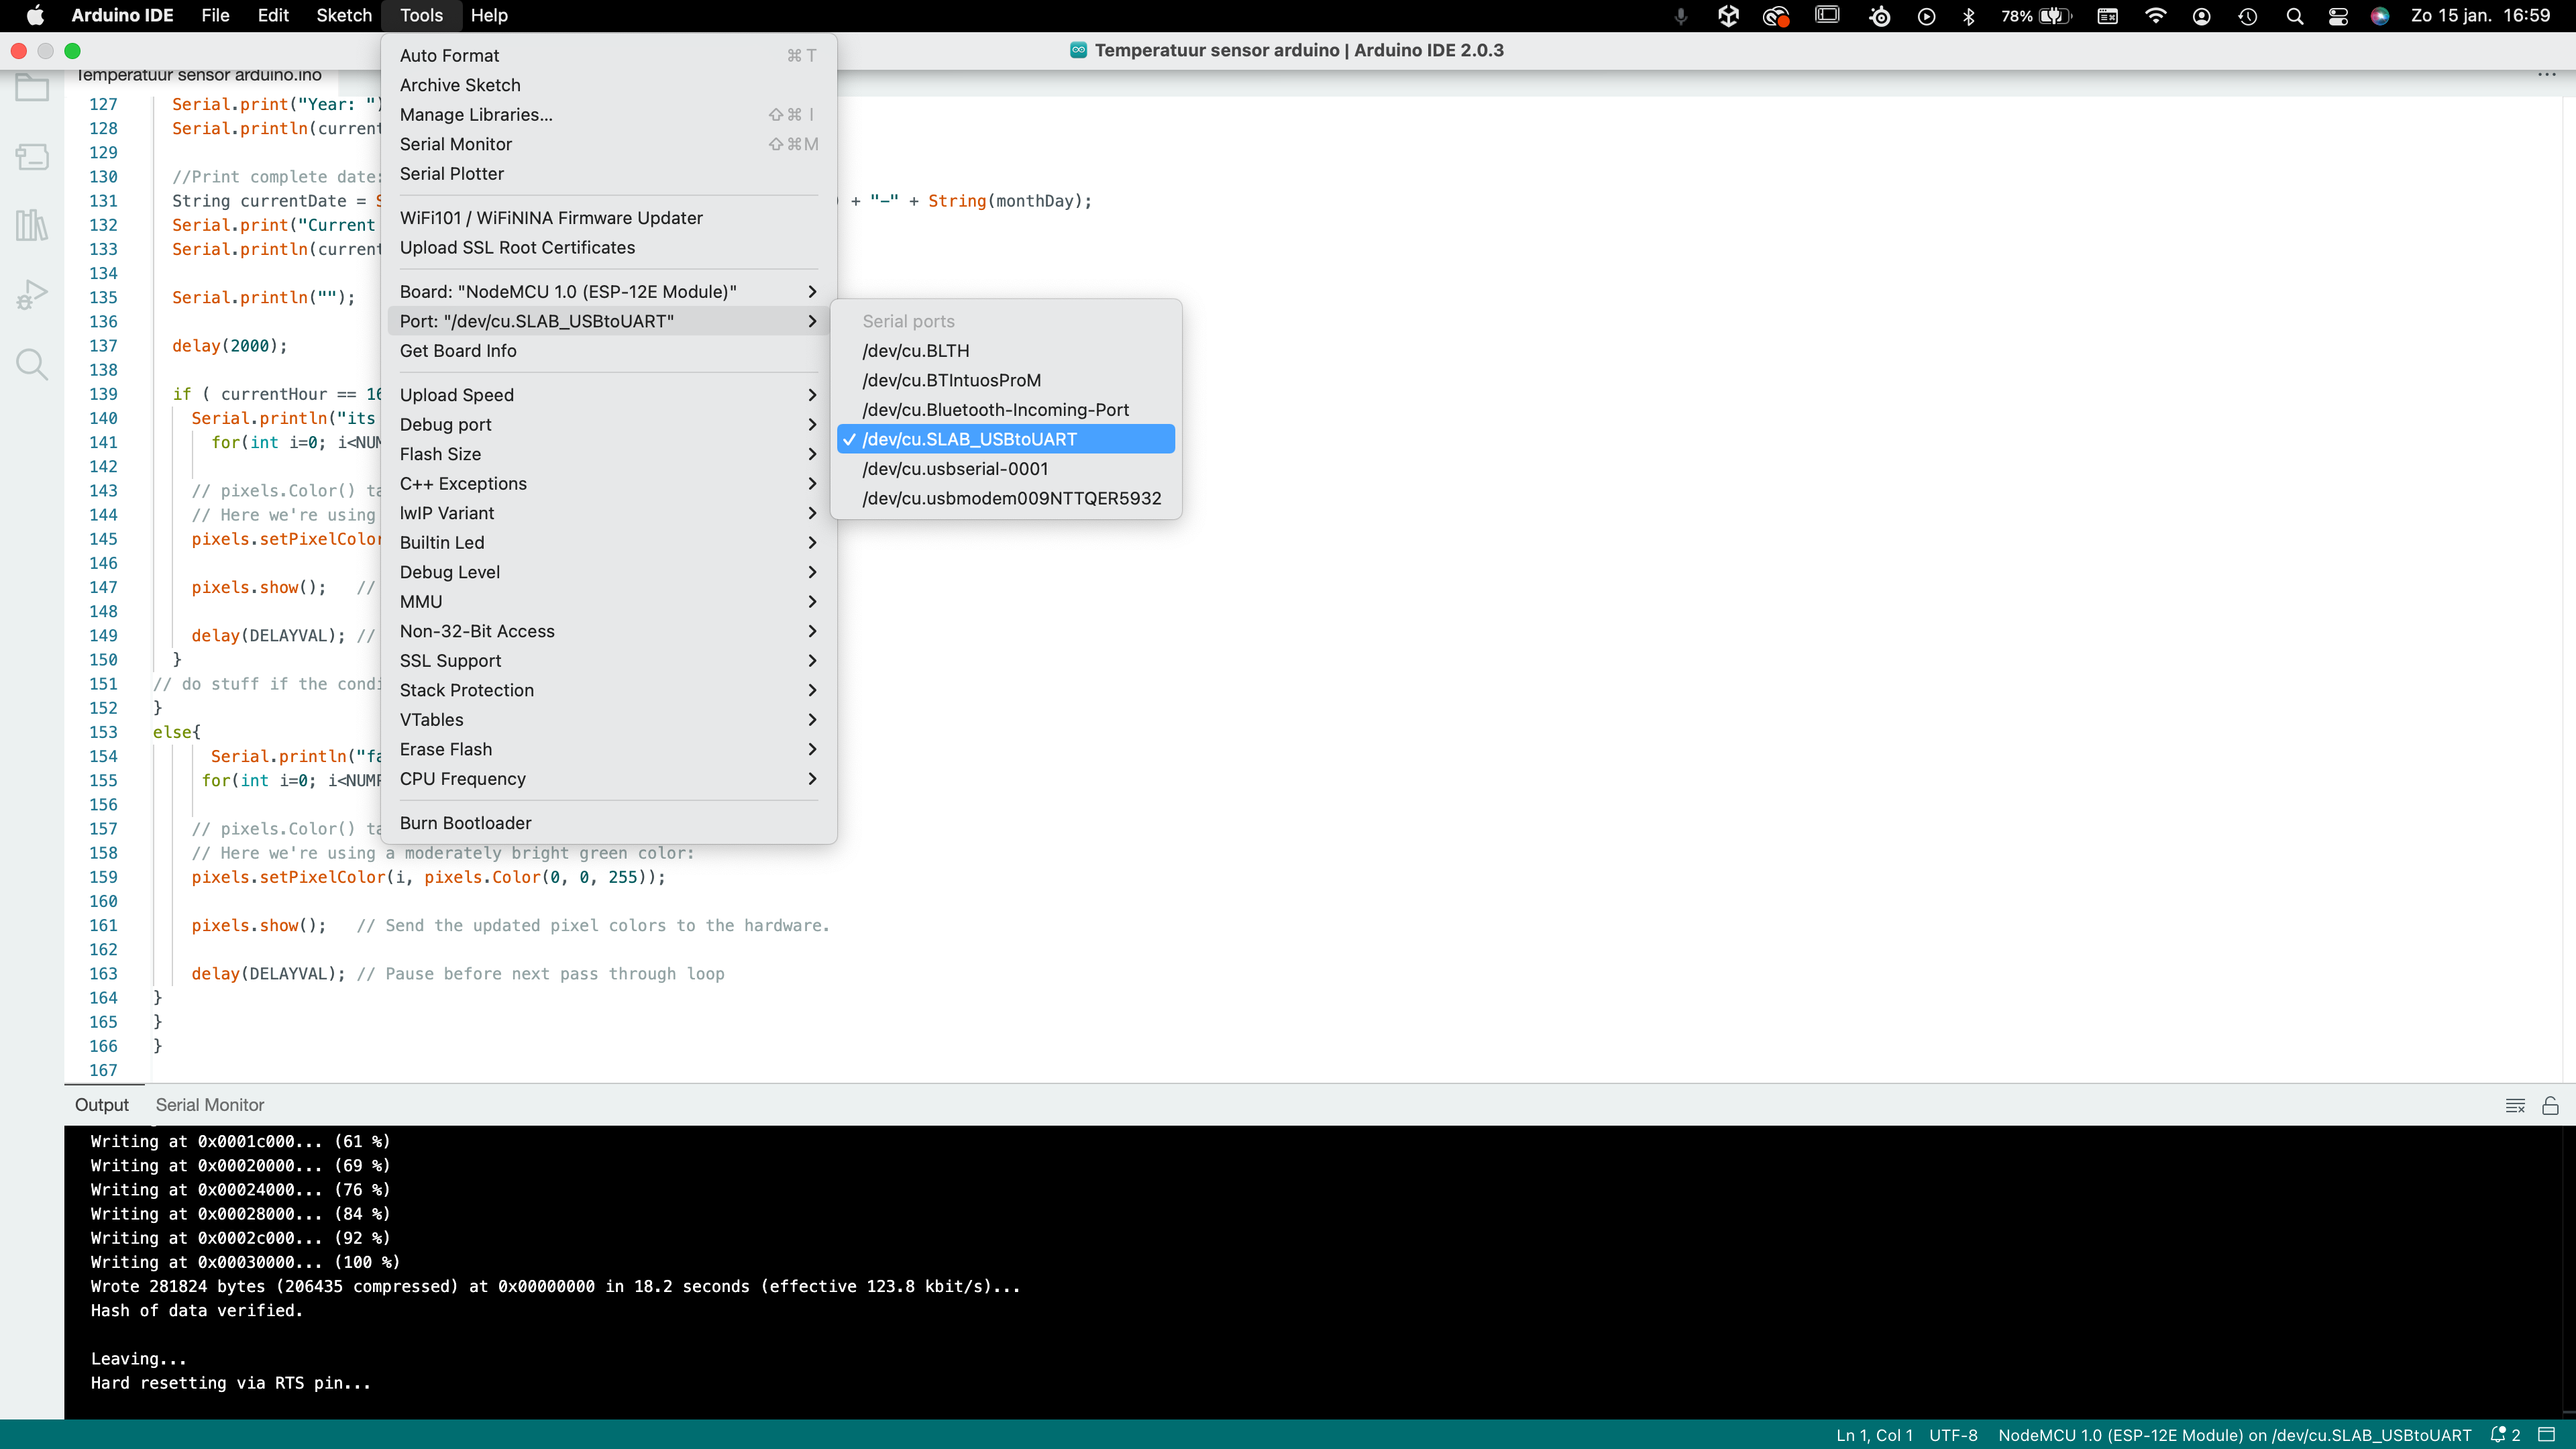 Arduino IDE File Edit Sketch Tools Help 78% Zo 15 jan. 16:59
Temperatuur sensor arduino | Arduino IDE 2.0.3
Temperatuur sensor arduino.ino
127 Serial.print("Year: ")
128 Serial.println(current
129
130 //Print complete date:
131 String currentDate = S + "-" + String(monthDay);
132 Serial.print("Current
133 Serial.println(current
134
135 Serial.println("");
136
137 delay(2000);
138
139 if ( currentHour == 16
140 Serial.println("its
141 for(int i=0; i<NUM
142
143 // pixels.Color() ta
144 // Here we're using
145 pixels.setPixelColor
146
147 pixels.show(); //
148
149 delay(DELAYVAL); //
150 }
151 // do stuff if the condi
152 }
153 else{
154 Serial.println("fa
155 for(int i=0; i<NUMP
156
157 // pixels.Color() ta
158 // Here we're using a moderately bright green color:
159 pixels.setPixelColor(i, pixels.Color(0, 0, 255));
160
161 pixels.show(); // Send the updated pixel colors to the hardware.
162
163 delay(DELAYVAL); // Pause before next pass through loop
164 }
165 }
166 }
167
Auto Format ⌘ T
Archive Sketch
Manage Libraries... ⇧⌘ I
Serial Monitor ⇧⌘M
Serial Plotter
WiFi101 / WiFiNINA Firmware Updater
Upload SSL Root Certificates
Board: "NodeMCU 1.0 (ESP-12E Module)"
Port: "/dev/cu.SLAB_USBtoUART"
Get Board Info
Upload Speed
Debug port
Flash Size
C++ Exceptions
lwIP Variant
Builtin Led
Debug Level
MMU
Non-32-Bit Access
SSL Support
Stack Protection
VTables
Erase Flash
CPU Frequency
Burn Bootloader
Serial ports
/dev/cu.BLTH
/dev/cu.BTIntuosProM
/dev/cu.Bluetooth-Incoming-Port
✓ /dev/cu.SLAB_USBtoUART
/dev/cu.usbserial-0001
/dev/cu.usbmodem009NTTQER5932
Output Serial Monitor
Writing at 0x0001c000... (61 %)
Writing at 0x00020000... (69 %)
Writing at 0x00024000... (76 %)
Writing at 0x00028000... (84 %)
Writing at 0x0002c000... (92 %)
Writing at 0x00030000... (100 %)
Wrote 281824 bytes (206435 compressed) at 0x00000000 in 18.2 seconds (effective 123.8 kbit/s)...
Hash of data verified.
Leaving...
Hard resetting via RTS pin...
Ln 1, Col 1 UTF-8 NodeMCU 1.0 (ESP-12E Module) on /dev/cu.SLAB_USBtoUART 2